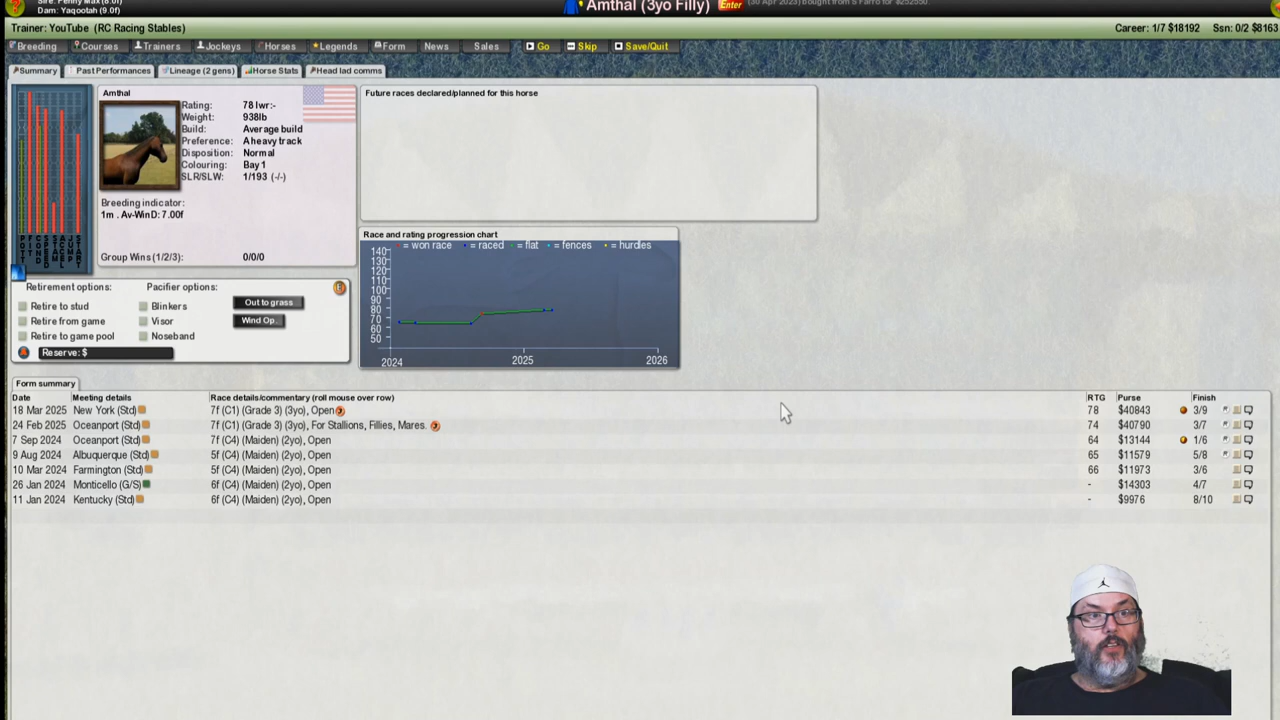 Dam: Yaqootah (9.0f)
Amthal (3yo Filly) Enter
Trainer: YouTube (RC Racing Stables) Career: 1/7 $18192 Ssn: 0/2 $8163
Breeding Courses Trainers Jockeys Horses Legends Form News Sales Go Skip Save/Quit
Summary Past Performances Lineage (2 gens) Horse Stats Head lad comms
Amthal
Rating: 78 lwr:-
Weight: 938lb
Build: Average build
Preference: A heavy track
Disposition: Normal
Colouring: Bay 1
SLR/SLW: 1/193 (-/-)
Breeding indicator:
1m . Av-Win D: 7.00f
Group Wins (1/2/3): 0/0/0
Future races declared/planned for this horse
Race and rating progression chart
= won race = raced = flat = fences = hurdles
140
130
120
110
100
90
80
70
60
50
2024 2025 2026
Retirement options: Pacifier options:
Retire to stud Blinkers Out to grass
Retire from game Visor Wind Op.
Retire to game pool Noseband
Reserve: $
Form summary
Date Meeting details Race details/commentary (roll mouse over row) RTG Purse Finish
18 Mar 2025 New York (Std) 7f (C1) (Grade 3) (3yo), Open 78 $40843 3/9
24 Feb 2025 Oceanport (Std) 7f (C1) (Grade 3) (3yo), For Stallions, Fillies, Mares. 74 $40790 3/7
7 Sep 2024 Oceanport (Std) 7f (C4) (Maiden) (2yo), Open 64 $13144 1/6
9 Aug 2024 Albuquerque (Std) 5f (C4) (Maiden) (2yo), Open 65 $11579 5/8
10 Mar 2024 Farmington (Std) 5f (C4) (Maiden) (2yo), Open 66 $11973 3/6
26 Jan 2024 Monticello (G/S) 6f (C4) (Maiden) (2yo), Open - $14303 4/7
11 Jan 2024 Kentucky (Std) 6f (C4) (Maiden) (2yo), Open - $9976 8/10